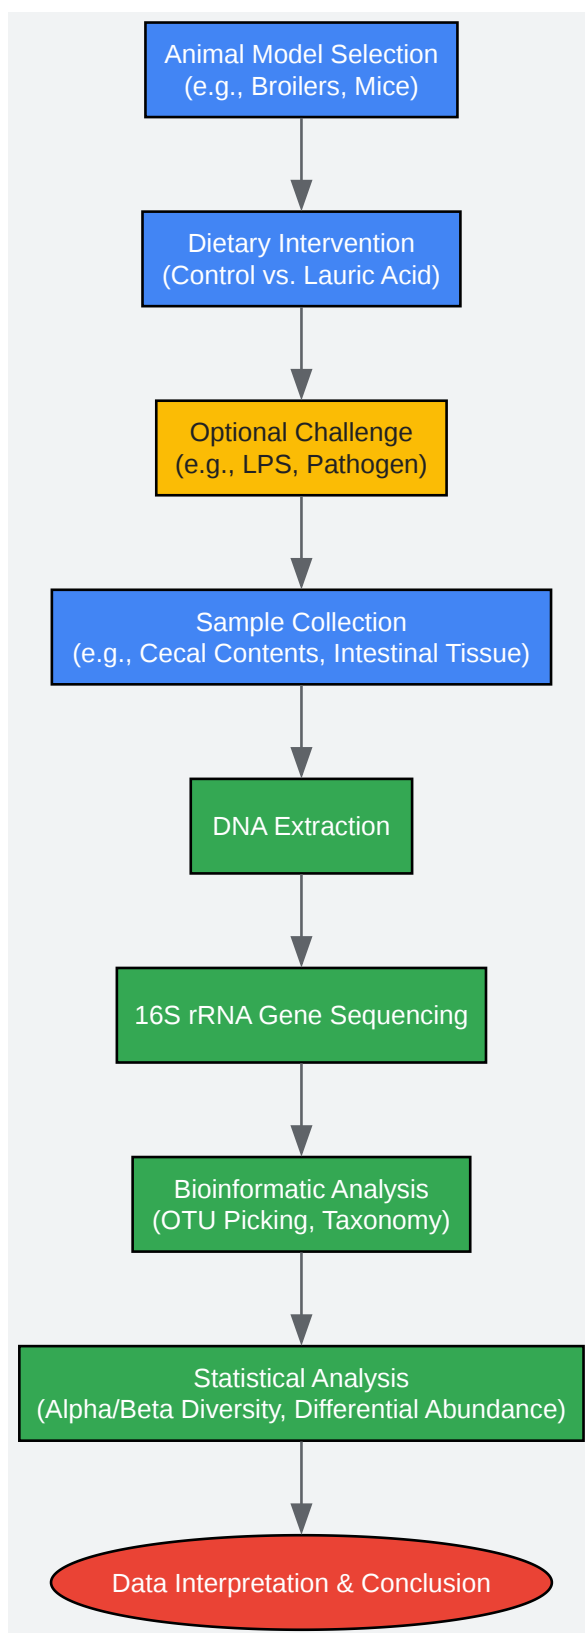 Animal Model Selection
(e.g., Broilers, Mice)
Dietary Intervention
(Control vs. Lauric Acid)
Optional Challenge
(e.g., LPS, Pathogen)
Sample Collection
(e.g., Cecal Contents, Intestinal Tissue)
DNA Extraction
16S rRNA Gene Sequencing
Bioinformatic Analysis
(OTU Picking, Taxonomy)
Statistical Analysis
(Alpha/Beta Diversity, Differential Abundance)
Data Interpretation & Conclusion